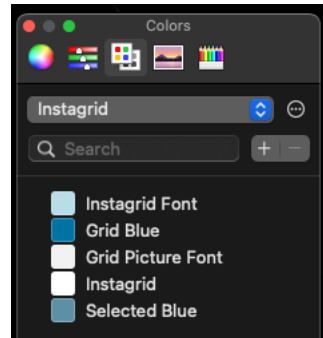 Colors
Instagrid
Search
Instagrid Font
Grid Blue
Grid Picture Font
Instagrid
Selected Blue